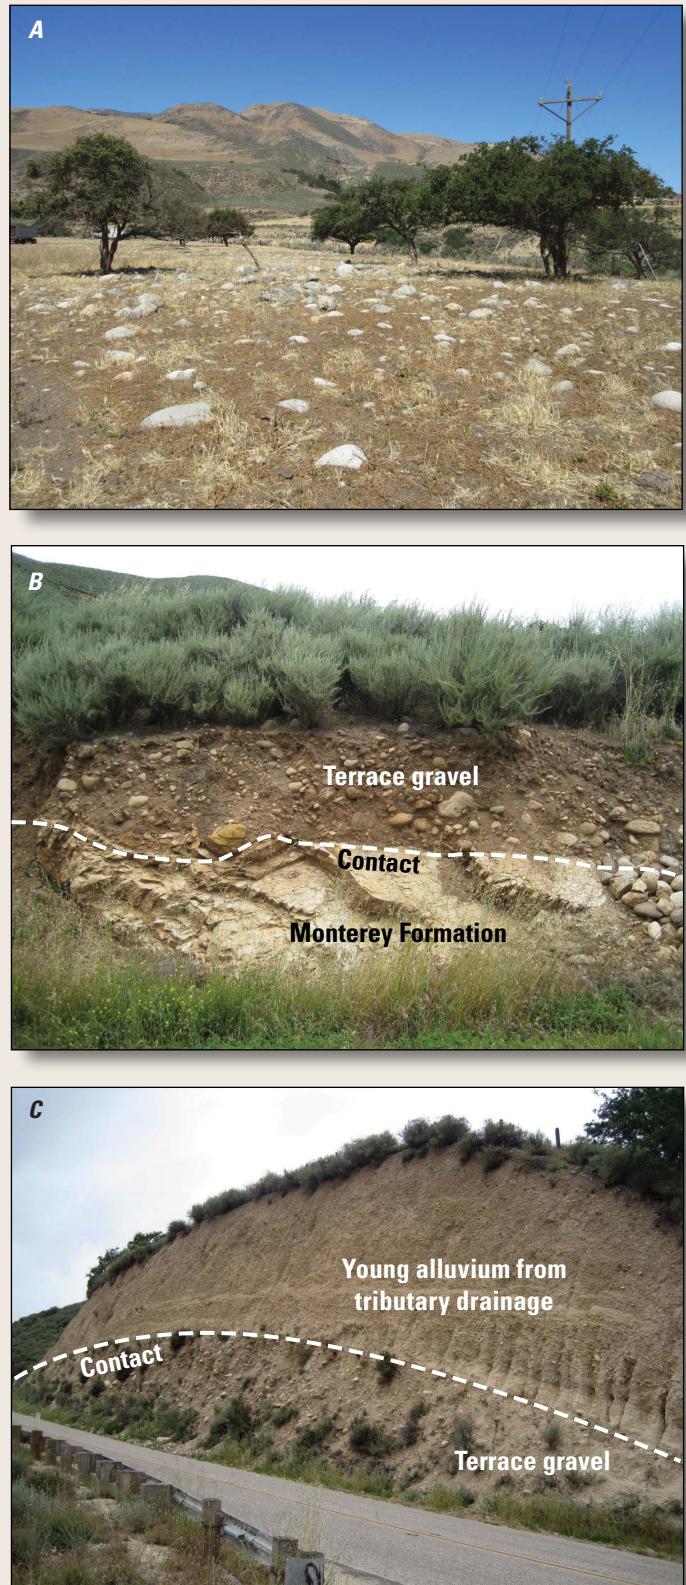 A
B
Terrace gravel
Contact
Monterey Formation
C
Young alluvium from
tributary drainage
Contact
Terrace gravel